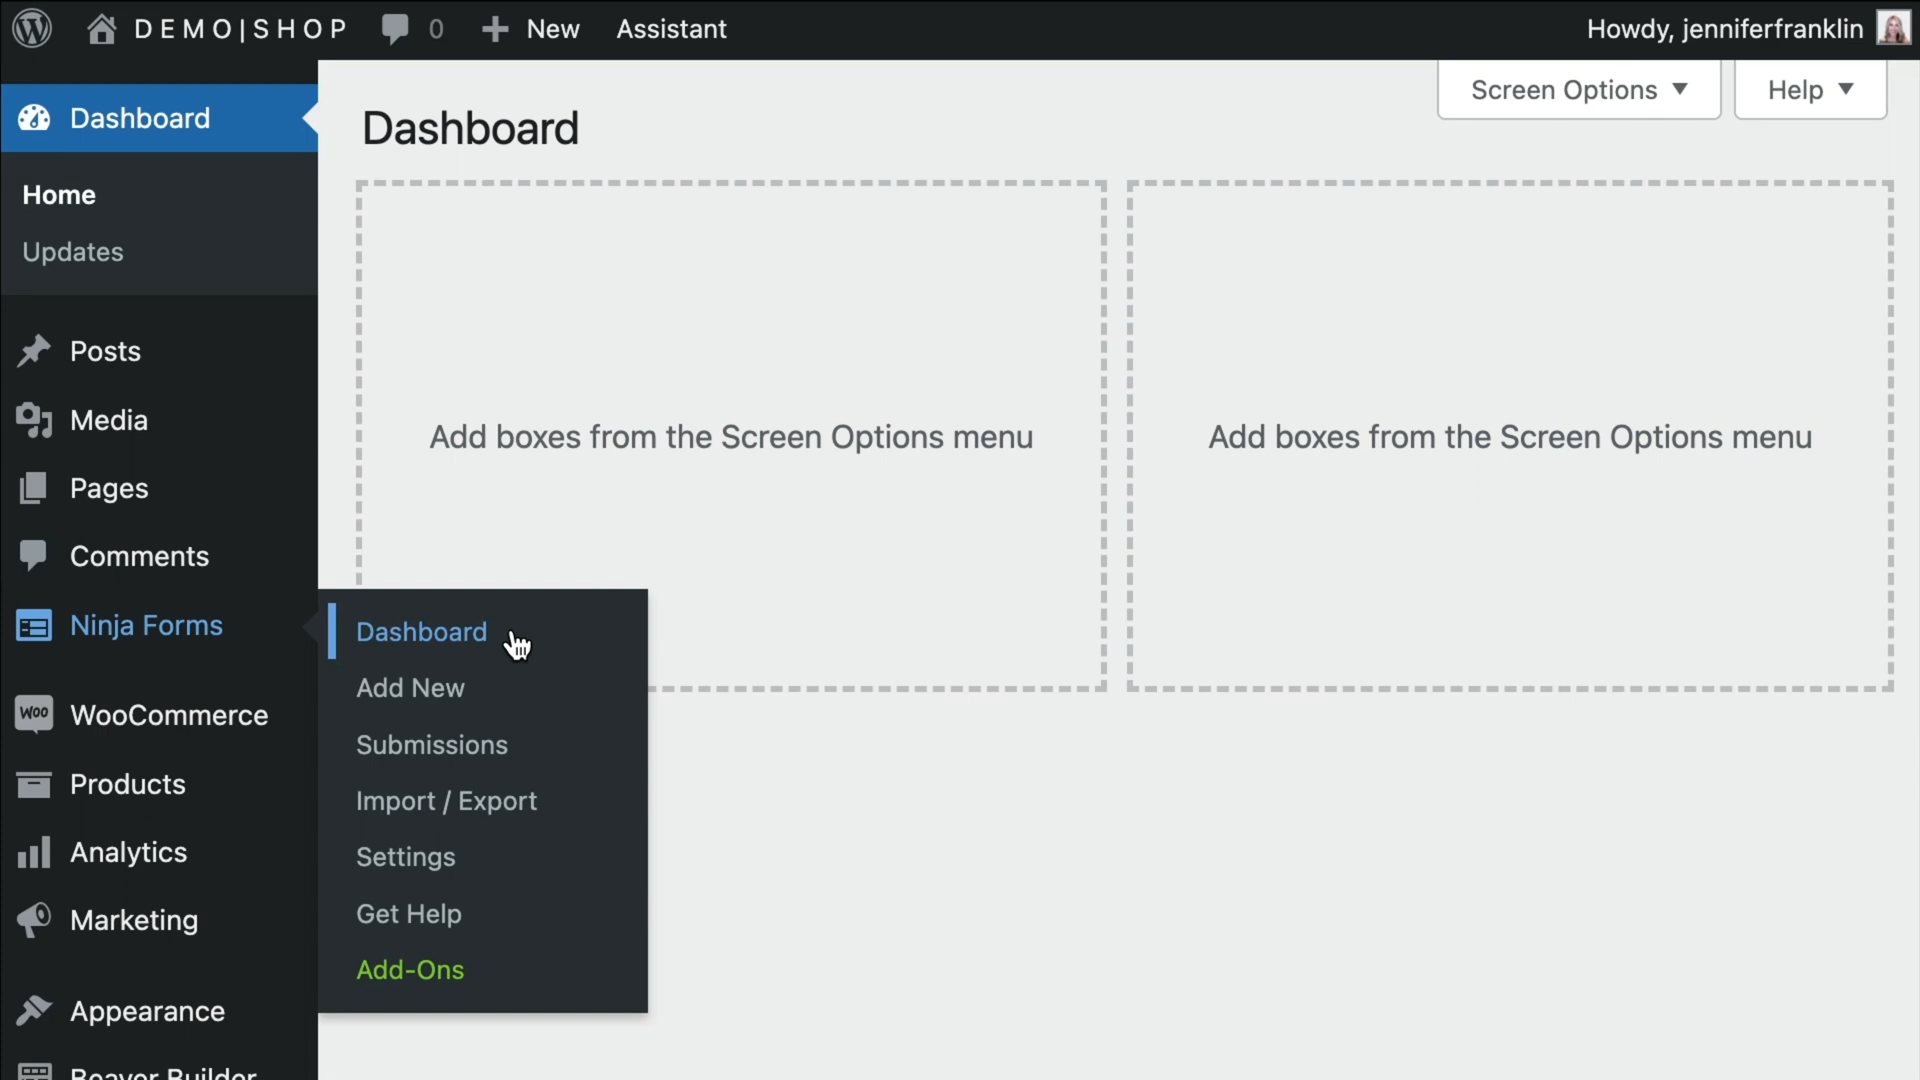 DEMO|SHOP
0
New
Assistant
Howdy, jenniferfranklin
Screen Options
Help
Dashboard
Dashboard
Home
Updates
Posts
Media
Pages
Comments
Ninja Forms
WooCommerce
Products
Analytics
Marketing
Appearance
Beaver Builder
Add boxes from the Screen Options menu
Add boxes from the Screen Options menu
Dashboard
Add New
Submissions
Import / Export
Settings
Get Help
Add-Ons
Woo